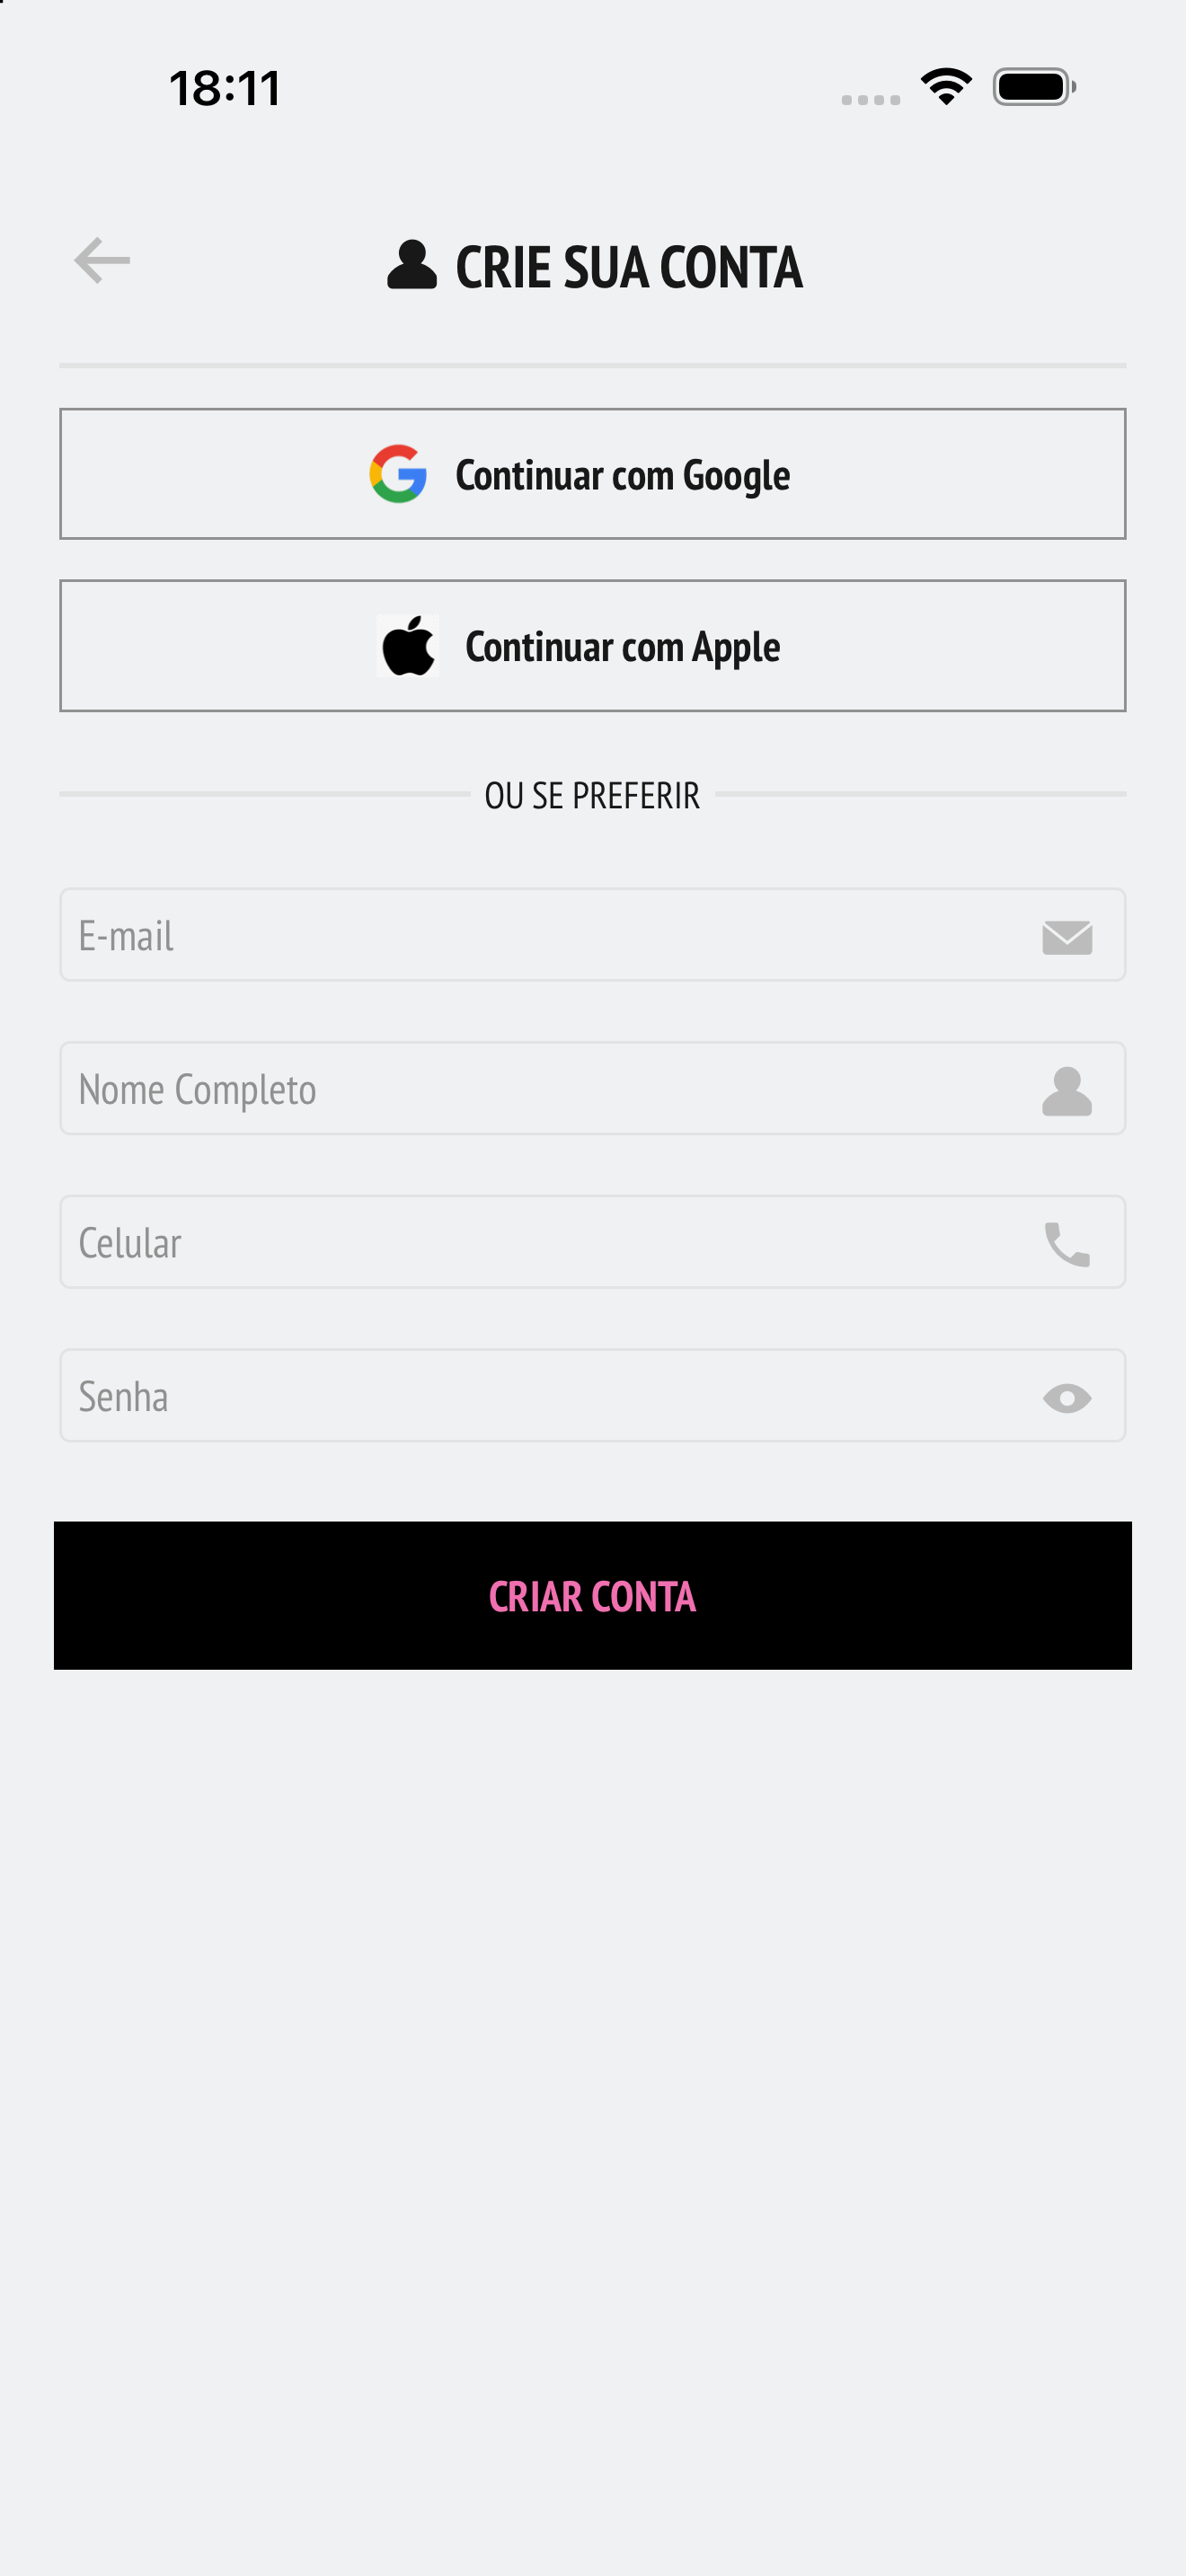 18:11
CRIE SUA CONTA
Continuar com Google
Continuar com Apple
OU SE PREFERIR
E-mail
Nome Completo
Celular
Senha
CRIAR CONTA